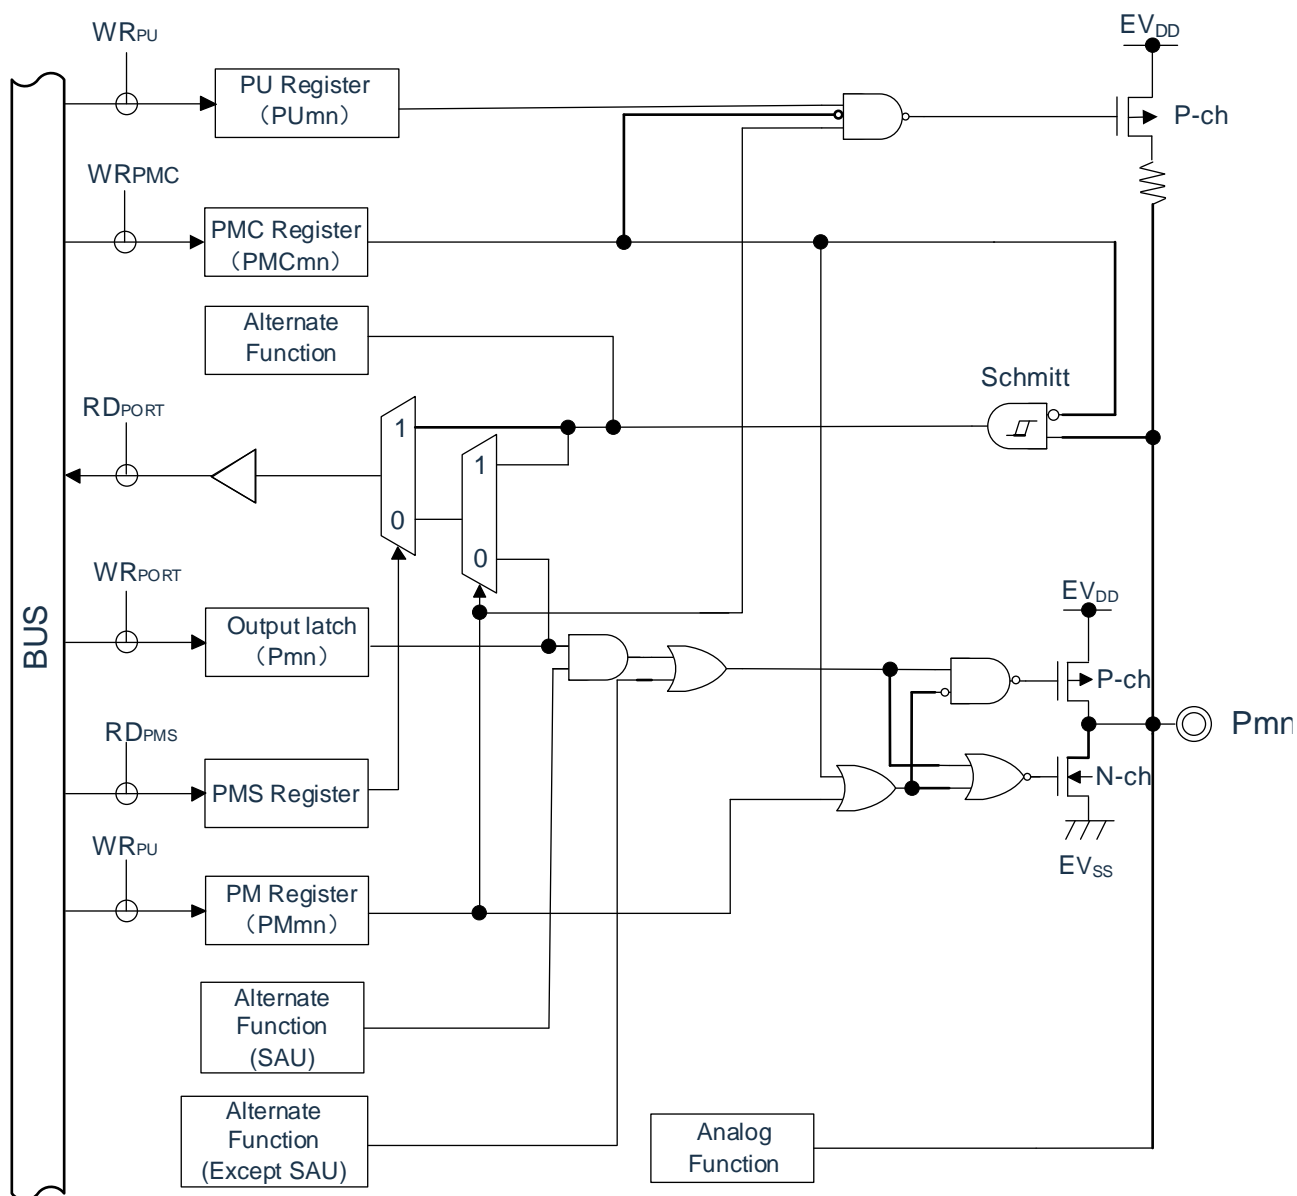 WRPU
EVDD
PU Register
（PUmn）
P-ch
WRPMC
PMC Register
（PMCmn）
Alternate
Function
Schmitt
RDPORT
1
1
0
0
WRPORT
EVDD
BUS
Output latch
（Pmn）
P-ch
Pmn
RDPMS
PMS Register
N-ch
WRPU
EVSS
PM Register
（PMmn）
Alternate
Function
(SAU)
Alternate
Function
(Except SAU)
Analog
Function